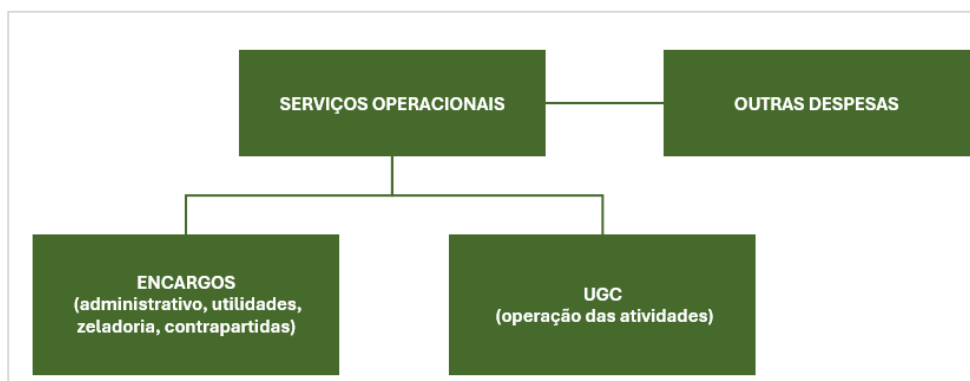 SERVIÇOS OPERACIONAIS
OUTRAS DESPESAS
ENCARGOS
(administrativo, utilidades,
zeladoria, contrapartidas)
UGC
(operação das atividades)